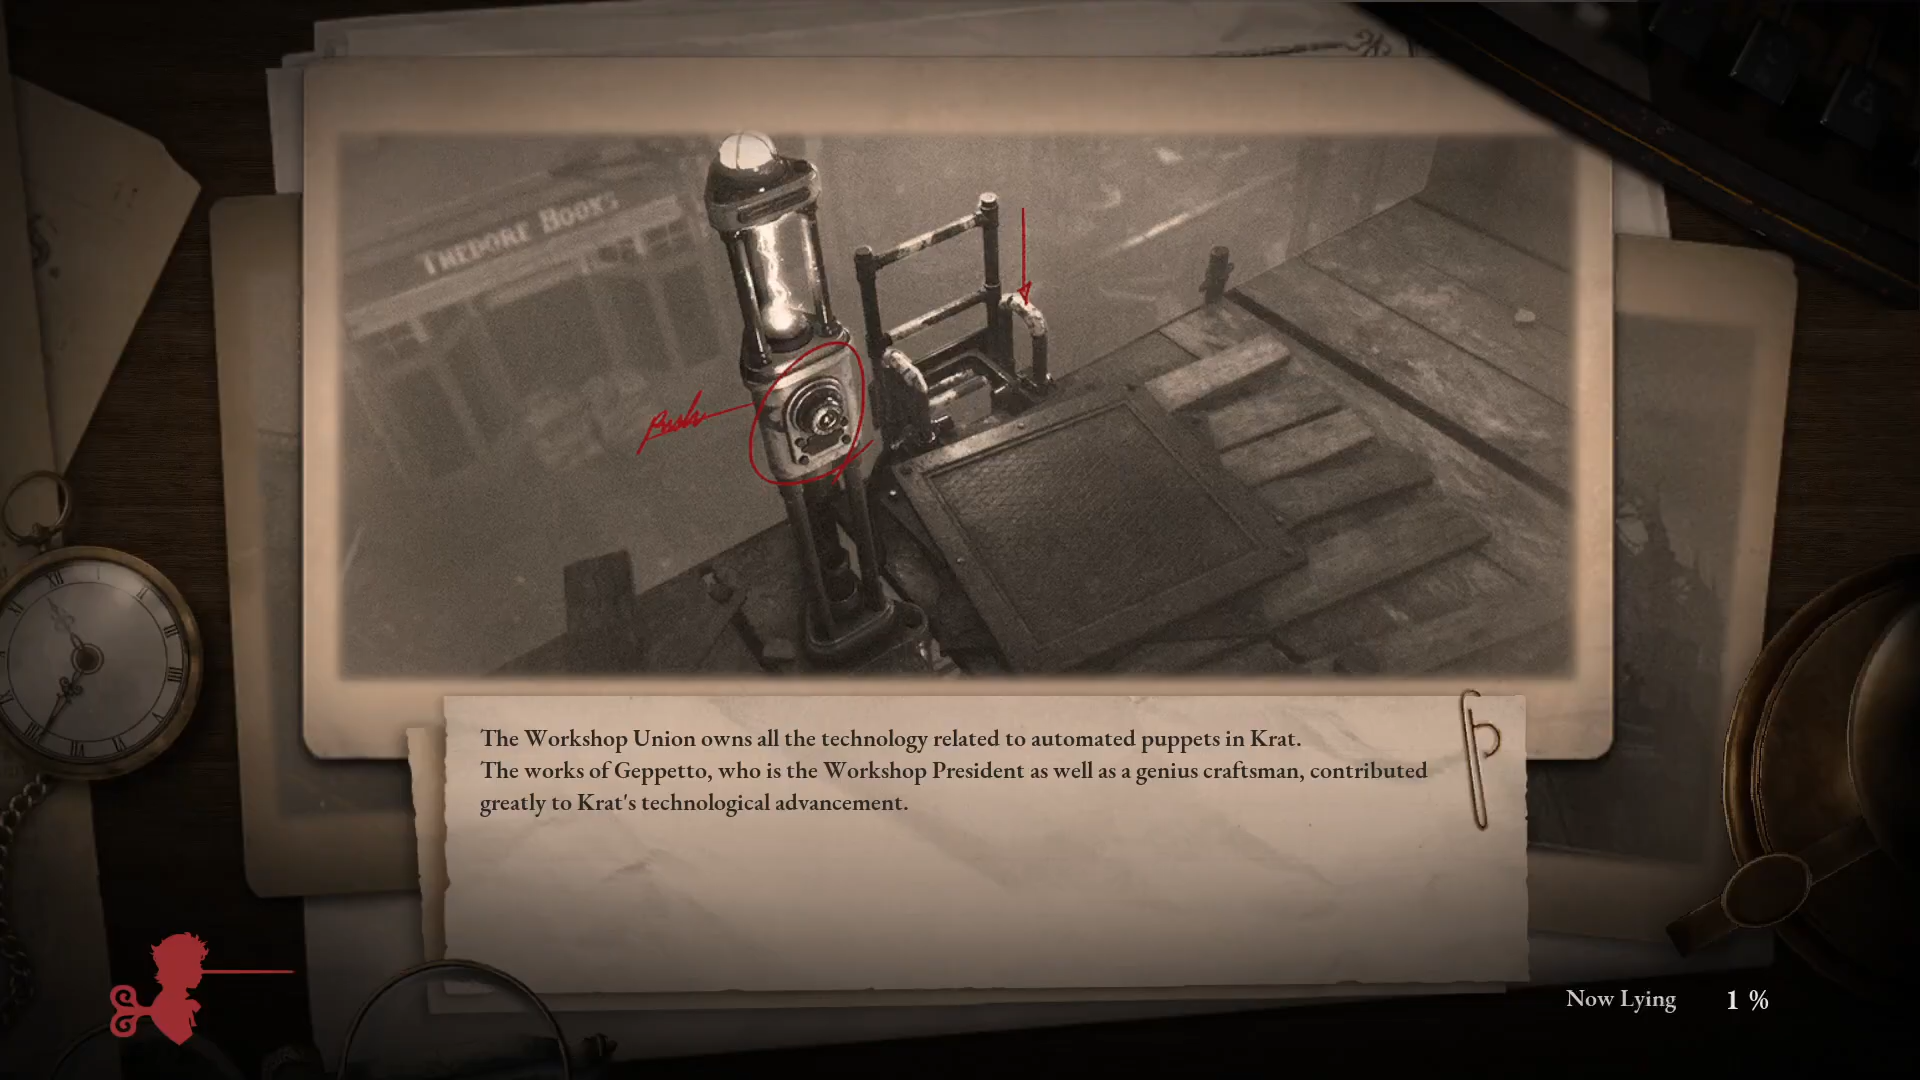 THEDORE BOOKS
Push
The Workshop Union owns all the technology related to automated puppets in Krat.
The works of Geppetto, who is the Workshop President as well as a genius craftsman, contributed
greatly to Krat's technological advancement.
Now Lying 1 %